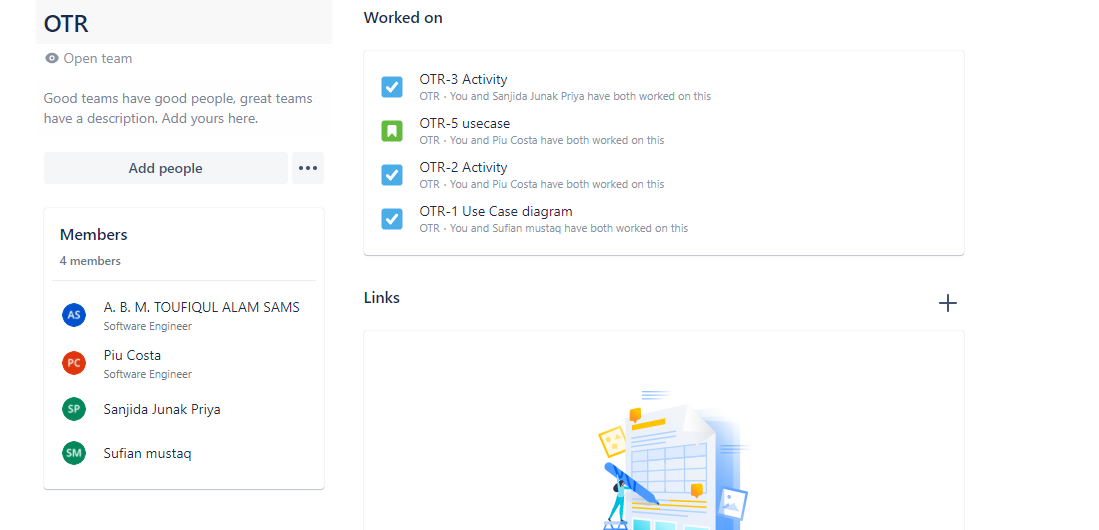 OTR
Open team
Good teams have good people, great teams
have a description. Add yours here.
Add people
Members
4 members
AS
A. B. M. TOUFIQUL ALAM SAMS
Software Engineer
PC
Piu Costa
Software Engineer
SP
Sanjida Junak Priya
SM
Sufian mustaq
Worked on
OTR-3 Activity
OTR • You and Sanjida Junak Priya have both worked on this
OTR-5 usecase
OTR • You and Piu Costa have both worked on this
OTR-2 Activity
OTR • You and Piu Costa have both worked on this
OTR-1 Use Case diagram
OTR • You and Sufian mustaq have both worked on this
Links